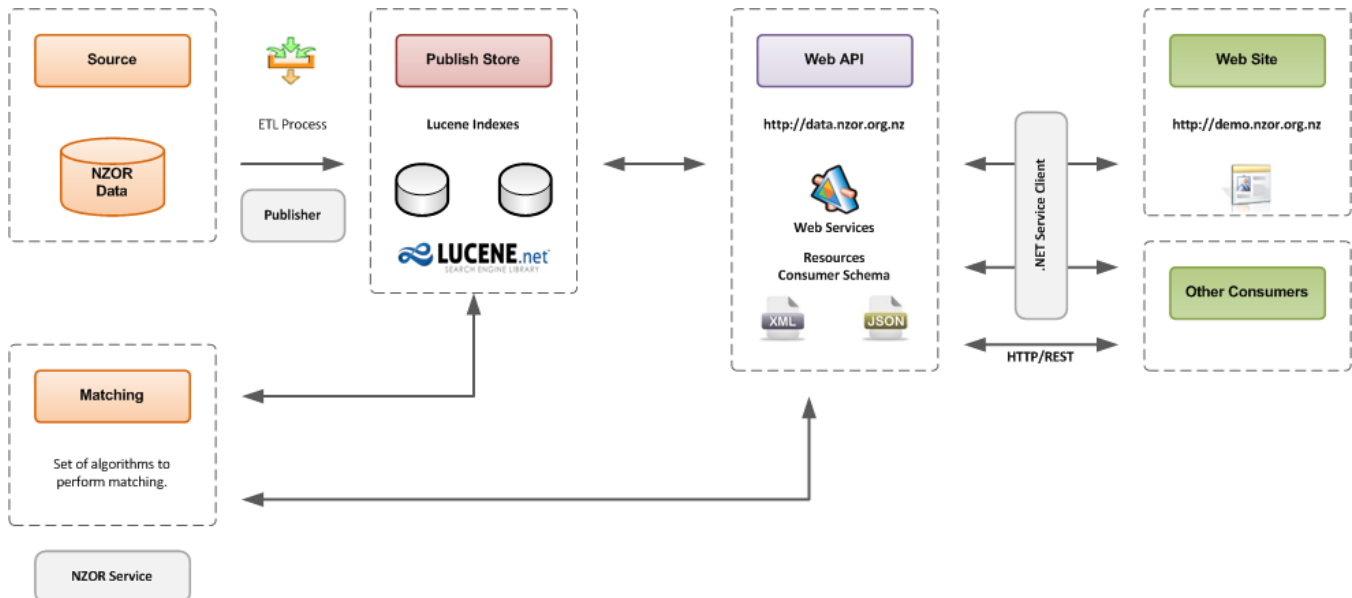 Source
NZOR
Data
ETL Process
Publisher
Publish Store
Lucene Indexes
LUCENE.net
SEARCH ENGINE LIBRARY
Web API
http://data.nzor.org.nz
Web Services
Resources
Consumer Schema
XML
JSON
.NET Service Client
HTTP/REST
Web Site
http://demo.nzor.org.nz
Other Consumers
Matching
Set of algorithms to
perform matching.
NZOR Service